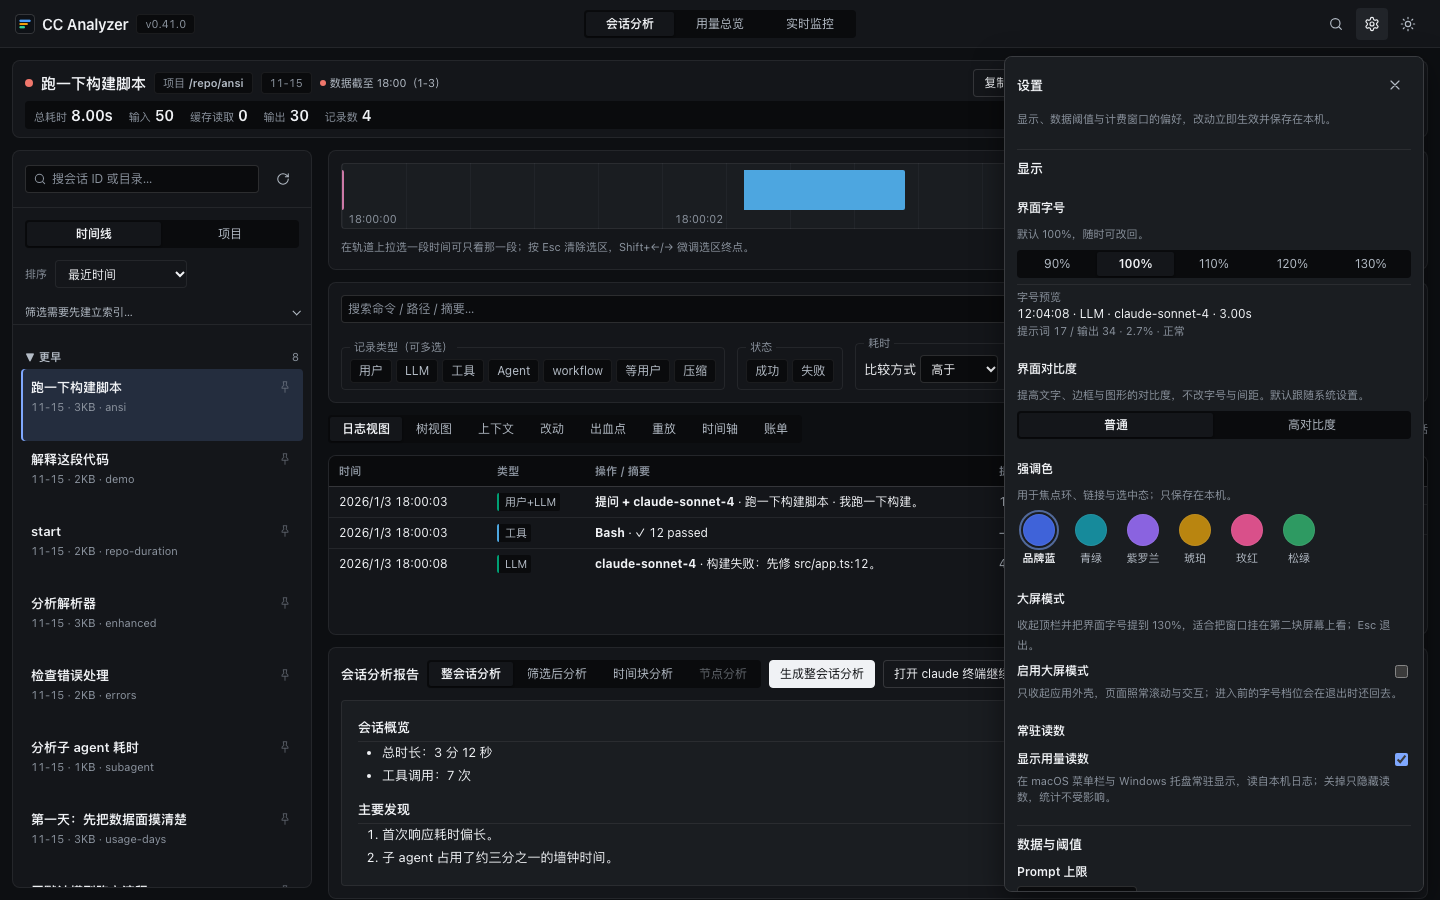 CC Analyzer v0.41.0 会话分析 用量总览 实时监控
跑一下构建脚本 项目 /repo/ansi 11-15 数据截至 18:00 (1-3)
总耗时 8.00s 输入 50 缓存读取 0 输出 30 记录数 4
搜会话 ID 或目录...
时间线 项目
排序 最近时间
筛选需要先建立索引...
▼ 更早 8
跑一下构建脚本
11-15 · 3KB · ansi
解释这段代码
11-15 · 2KB · demo
start
11-15 · 2KB · repo-duration
分析解析器
11-15 · 3KB · enhanced
检查错误处理
11-15 · 2KB · errors
分析子 agent 耗时
11-15 · 1KB · subagent
第一天：先把数据面摸清楚
11-15 · 3KB · usage-days
18:00:00 18:00:02
在轨道上拉选一段时间可只看那一段；按 Esc 清除选区，Shift+←/→ 微调选区终点。
搜索命令 / 路径 / 摘要...
记录类型（可多选） 状态 耗时
用户 LLM 工具 Agent workflow 等用户 压缩 成功 失败 比较方式 高于
日志视图 树视图 上下文 改动 出血点 重放 时间轴 账单
时间 类型 操作 / 摘要
2026/1/3 18:00:03 用户+LLM 提问 + claude-sonnet-4 · 跑一下构建脚本 · 我跑一下构建。
2026/1/3 18:00:03 工具 Bash · ✓ 12 passed
2026/1/3 18:00:08 LLM claude-sonnet-4 · 构建失败：先修 src/app.ts:12。
会话分析报告 整会话分析 筛选后分析 时间块分析 节点分析 生成整会话分析 打开 claude 终端继续
会话概览
• 总时长：3 分 12 秒
• 工具调用：7 次
主要发现
1. 首次响应耗时偏长。
2. 子 agent 占用了约三分之一的墙钟时间。
设置
显示、数据阈值与计费窗口的偏好，改动立即生效并保存在本机。
显示
界面字号
默认 100%，随时可改回。
90% 100% 110% 120% 130%
字号预览
12:04:08 · LLM · claude-sonnet-4 · 3.00s
提示词 17 / 输出 34 · 2.7% · 正常
界面对比度
提高文字、边框与图形的对比度，不改字号与间距。默认跟随系统设置。
普通 高对比度
强调色
用于焦点环、链接与选中态；只保存在本机。
品牌蓝 青绿 紫罗兰 琥珀 玫红 松绿
大屏模式
收起顶栏并把界面字号提到 130%，适合把窗口挂在第二块屏幕上看；Esc 退
出。
启用大屏模式
只收起应用外壳，页面照常滚动与交互；进入前的字号档位会在退出时还回去。
常驻读数
显示用量读数
在 macOS 菜单栏与 Windows 托盘常驻显示，读自本机日志；关掉只隐藏读
数，统计不受影响。
数据与阈值
Prompt 上限